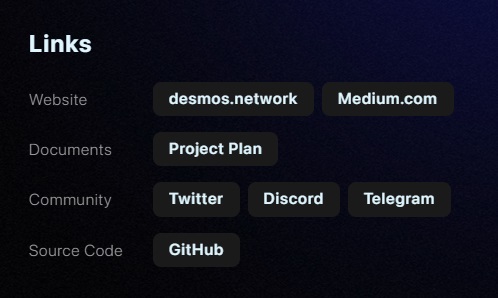 Links
Website desmos.network Medium.com
Documents Project Plan
Community Twitter Discord Telegram
Source Code GitHub